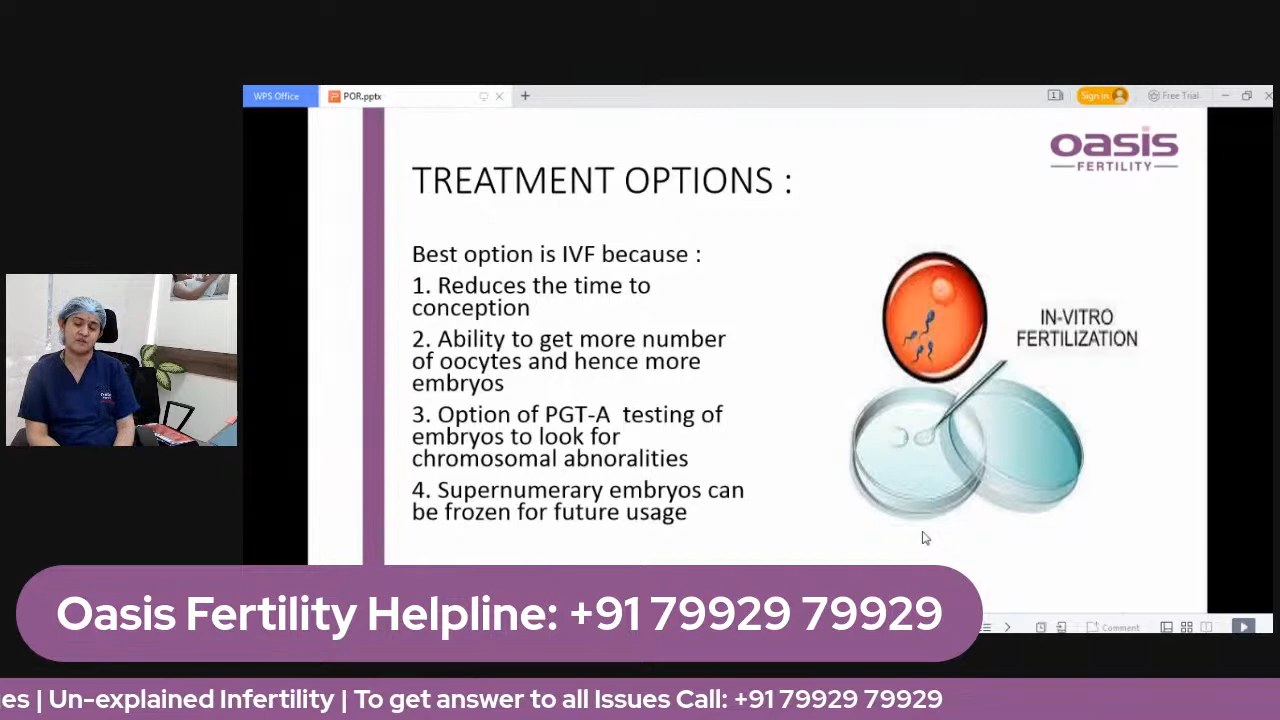 WPS Office
POR.pptx
1
Sign in
Free Trial
oasis
FERTILITY
TREATMENT OPTIONS :
Best option is IVF because :
1. Reduces the time to
conception
2. Ability to get more number
of oocytes and hence more
embryos
3. Option of PGT-A testing of
embryos to look for
chromosomal abnoralities
4. Supernumerary embryos can
be frozen for future usage
IN-VITRO
FERTILIZATION
Comment
Oasis Fertility Helpline: +91 79929 79929
es | Un-explained Infertility | To get answer to all Issues Call: +91 79929 79929